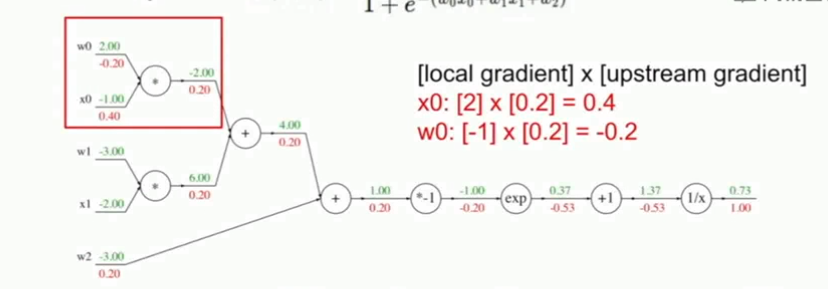 1 + e^-(w0x0+w1x1+w2)
w0 2.00
-0.20
* -2.00
0.20
x0 -1.00
0.40
+ 4.00
0.20
w1 -3.00
* 6.00
0.20
x1 -2.00
w2 -3.00
0.20
+ 1.00 *-1 -1.00 exp 0.37 +1 1.37 1/x 0.73
0.20 -0.20 -0.53 -0.53 1.00
[local gradient] x [upstream gradient]
x0: [2] x [0.2] = 0.4
w0: [-1] x [0.2] = -0.2